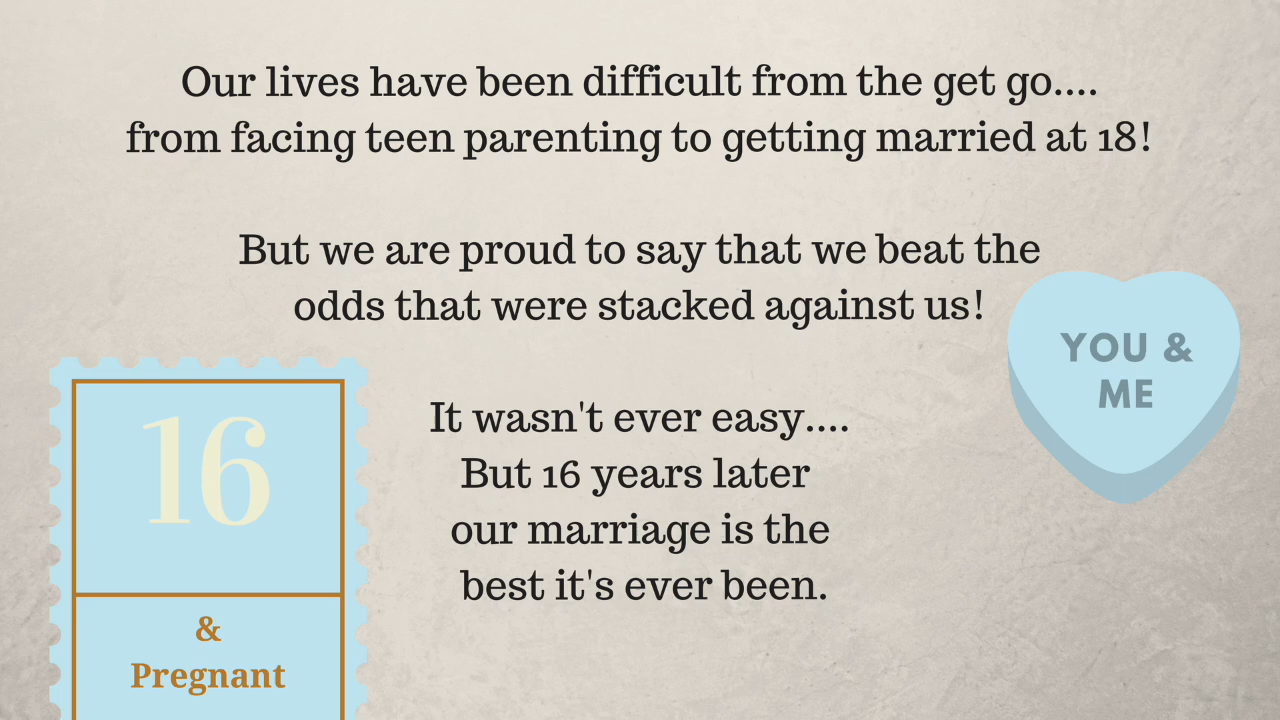 Our lives have been difficult from the get go....
from facing teen parenting to getting married at 18!
But we are proud to say that we beat the
odds that were stacked against us!
YOU &
ME
It wasn't ever easy....
But 16 years later
our marriage is the
best it's ever been.
16
&
Pregnant